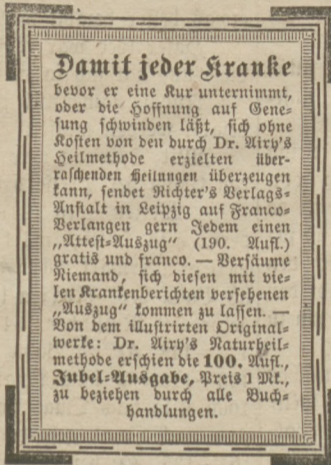 Damit jeder Kranke
bevor er eine Kur unternimmt,
oder die Hoffnung auf Gene-
sung schwinden läßt, sich ohne
Kosten von den durch Dr. Airy's
Heilmethode erzielten über-
raschenden Heilungen überzeugen
kann, sendet Richter's Verlags-
Anstalt in Leipzig auf Franco-
Verlangen gern Jedem einen
„Attest-Auszug“ (190. Aufl.)
gratis und franco. — Versäume
Niemand, sich diesen mit vie-
len Krankenberichten versehenen
„Auszug“ kommen zu lassen. —
Von dem illustrirten Original-
werke: Dr. Airy's Naturheil-
methode erschien die 100. Aufl.,
Jubel-Ausgabe, Preis 1 Mk.,
zu beziehen durch alle Buch-
handlungen.